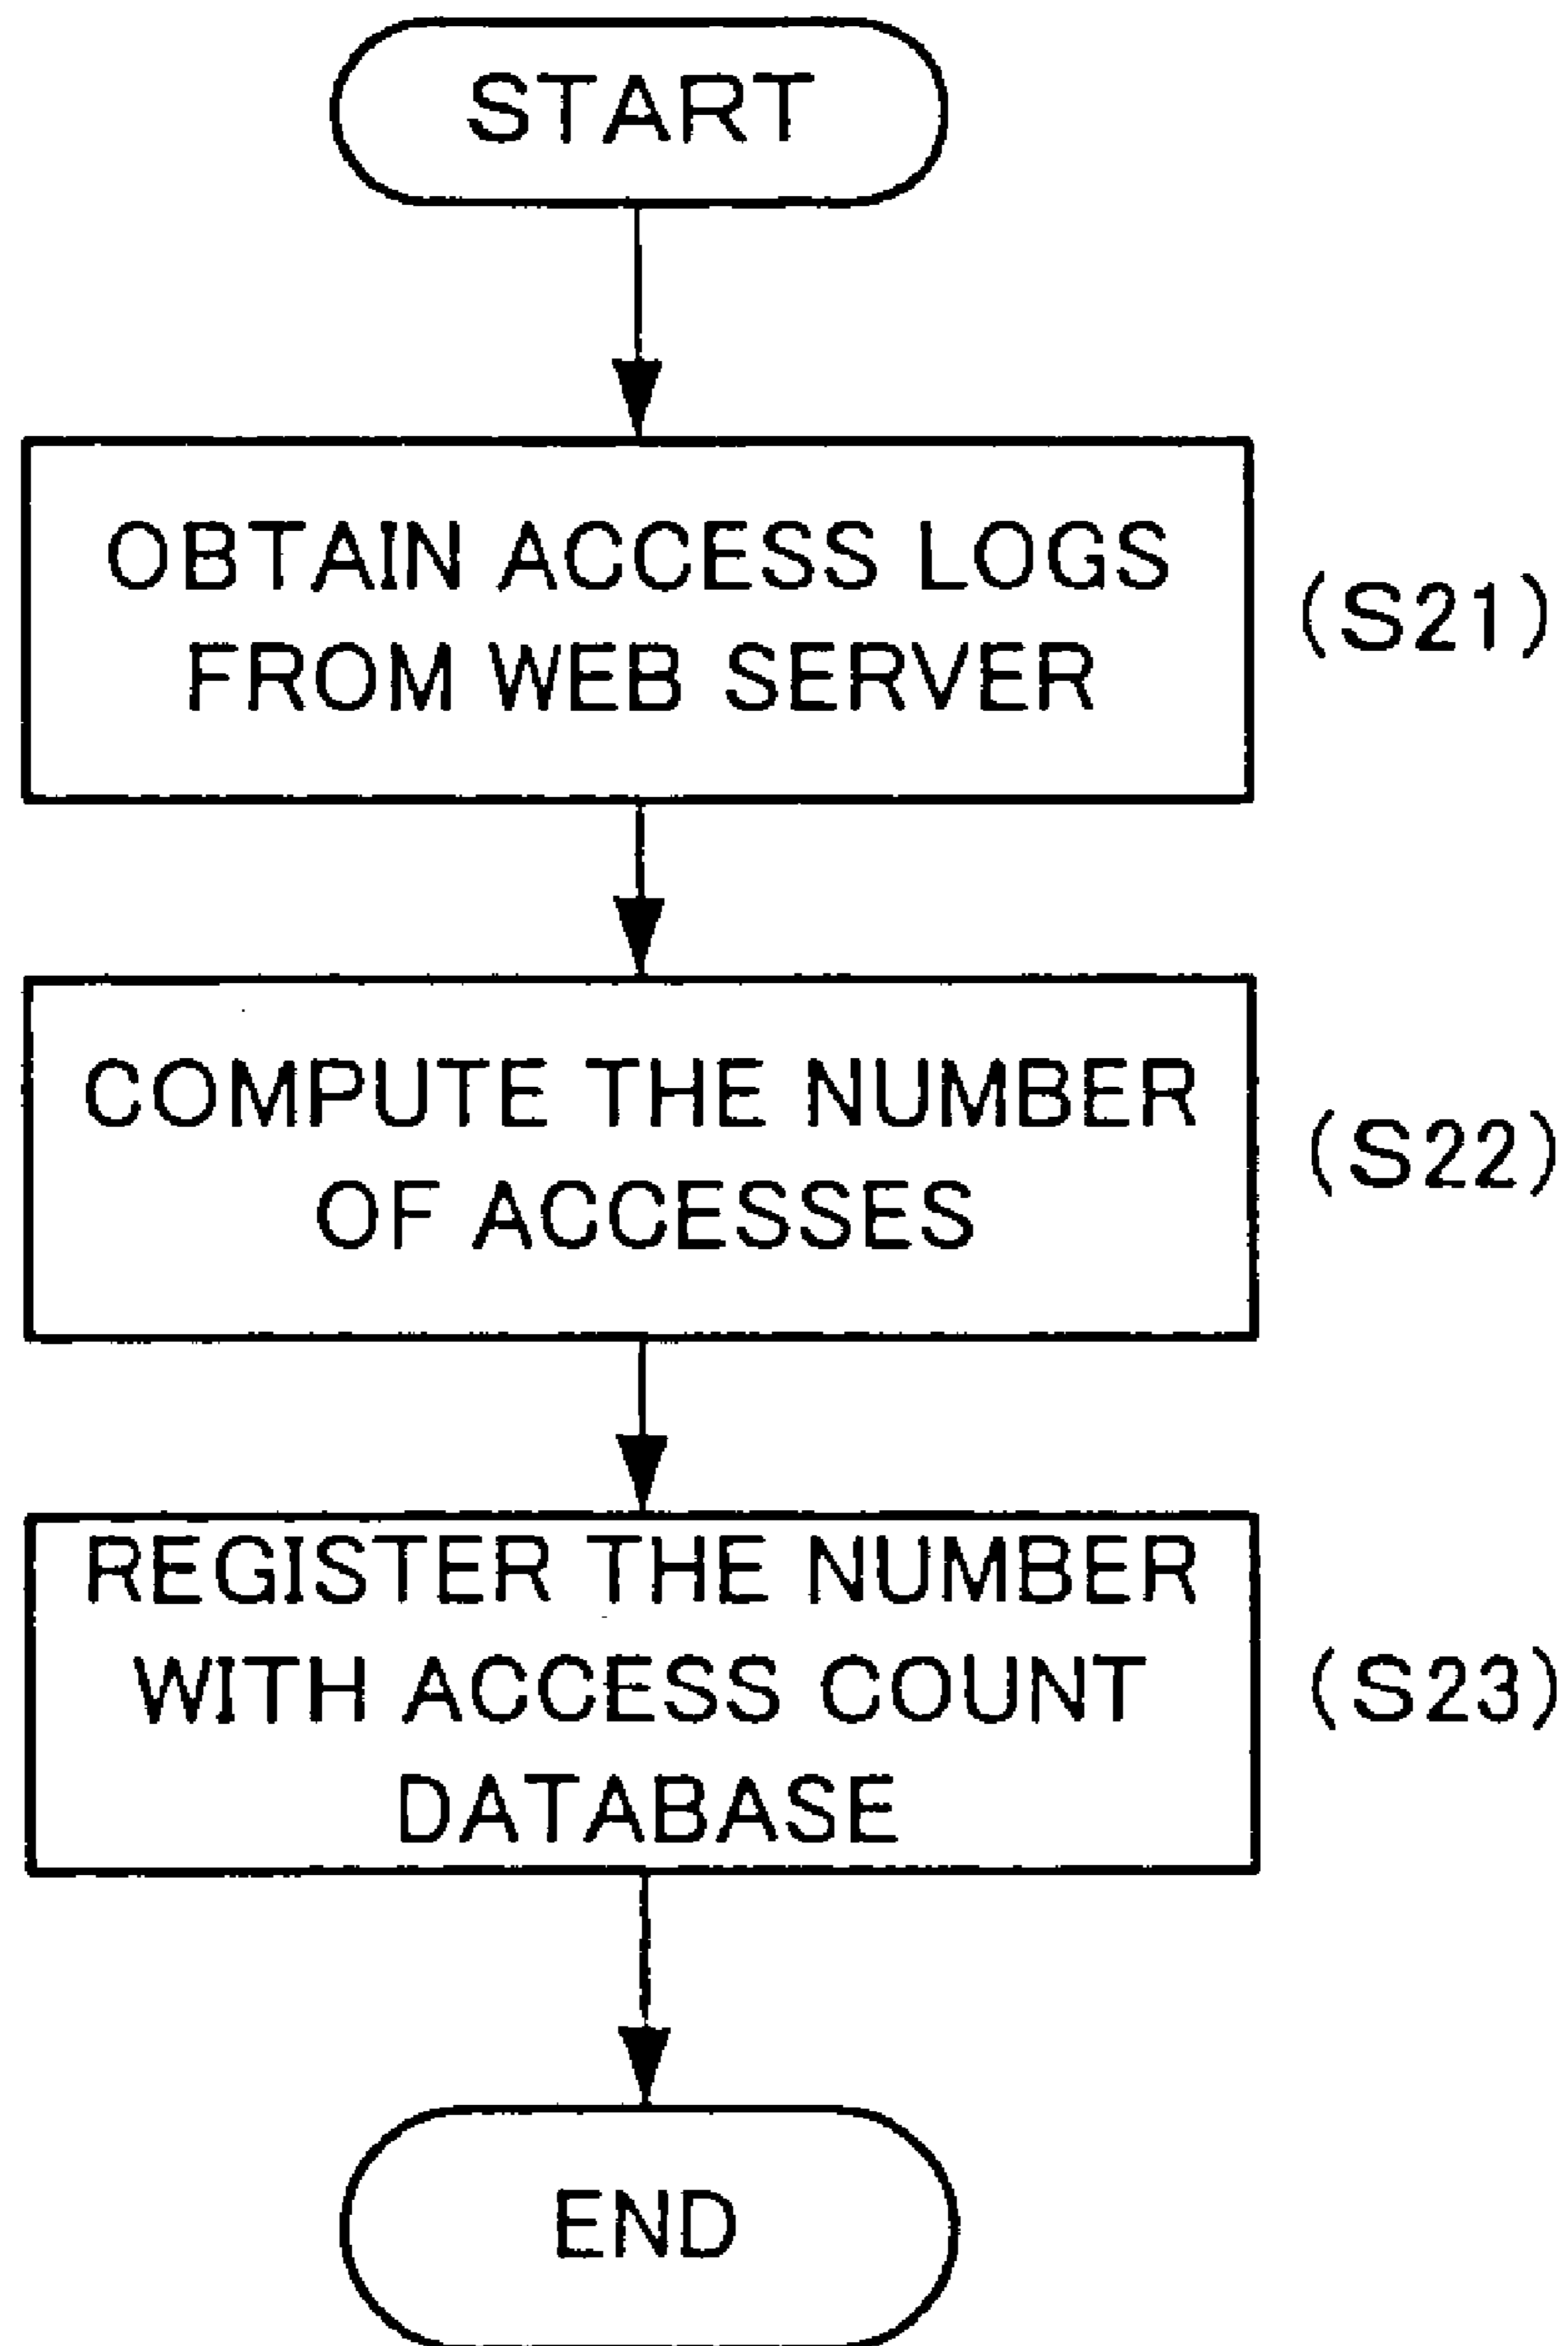 START
OBTAIN ACCESS LOGS
FROM WEB SERVER
(S21)
COMPUTE THE NUMBER
OF ACCESSES
(S22)
REGISTER THE NUMBER
WITH ACCESS COUNT
DATABASE
(S23)
END